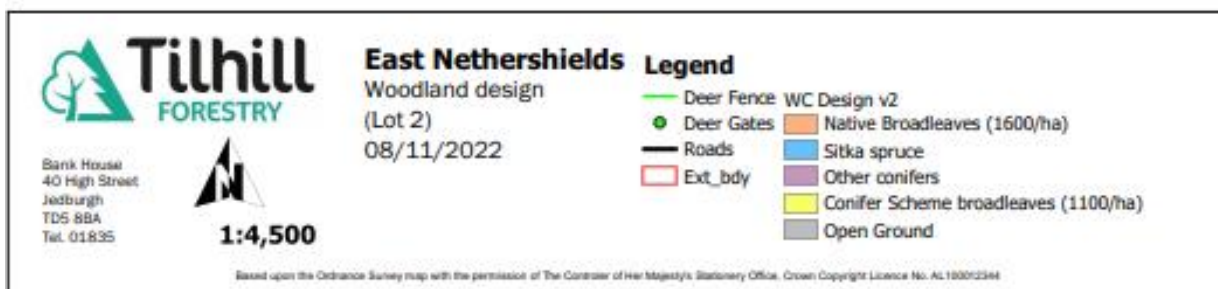 Tilhill
FORESTRY
Bank House
40 High Street
Jedburgh
TD5 8BA
Tel. 01835
N
1:4,500
East Nethershields
Woodland design
(Lot 2)
08/11/2022
Legend
Deer Fence
Deer Gates
Roads
Ext_bdy
WC Design v2
Native Broadleaves (1600/ha)
Sitka spruce
Other conifers
Conifer Scheme broadleaves (1100/ha)
Open Ground
Based upon the Ordnance Survey map with the permission of The Controller of Her Majesty's Stationery Office, Crown Copyright Licence No. AL100012344